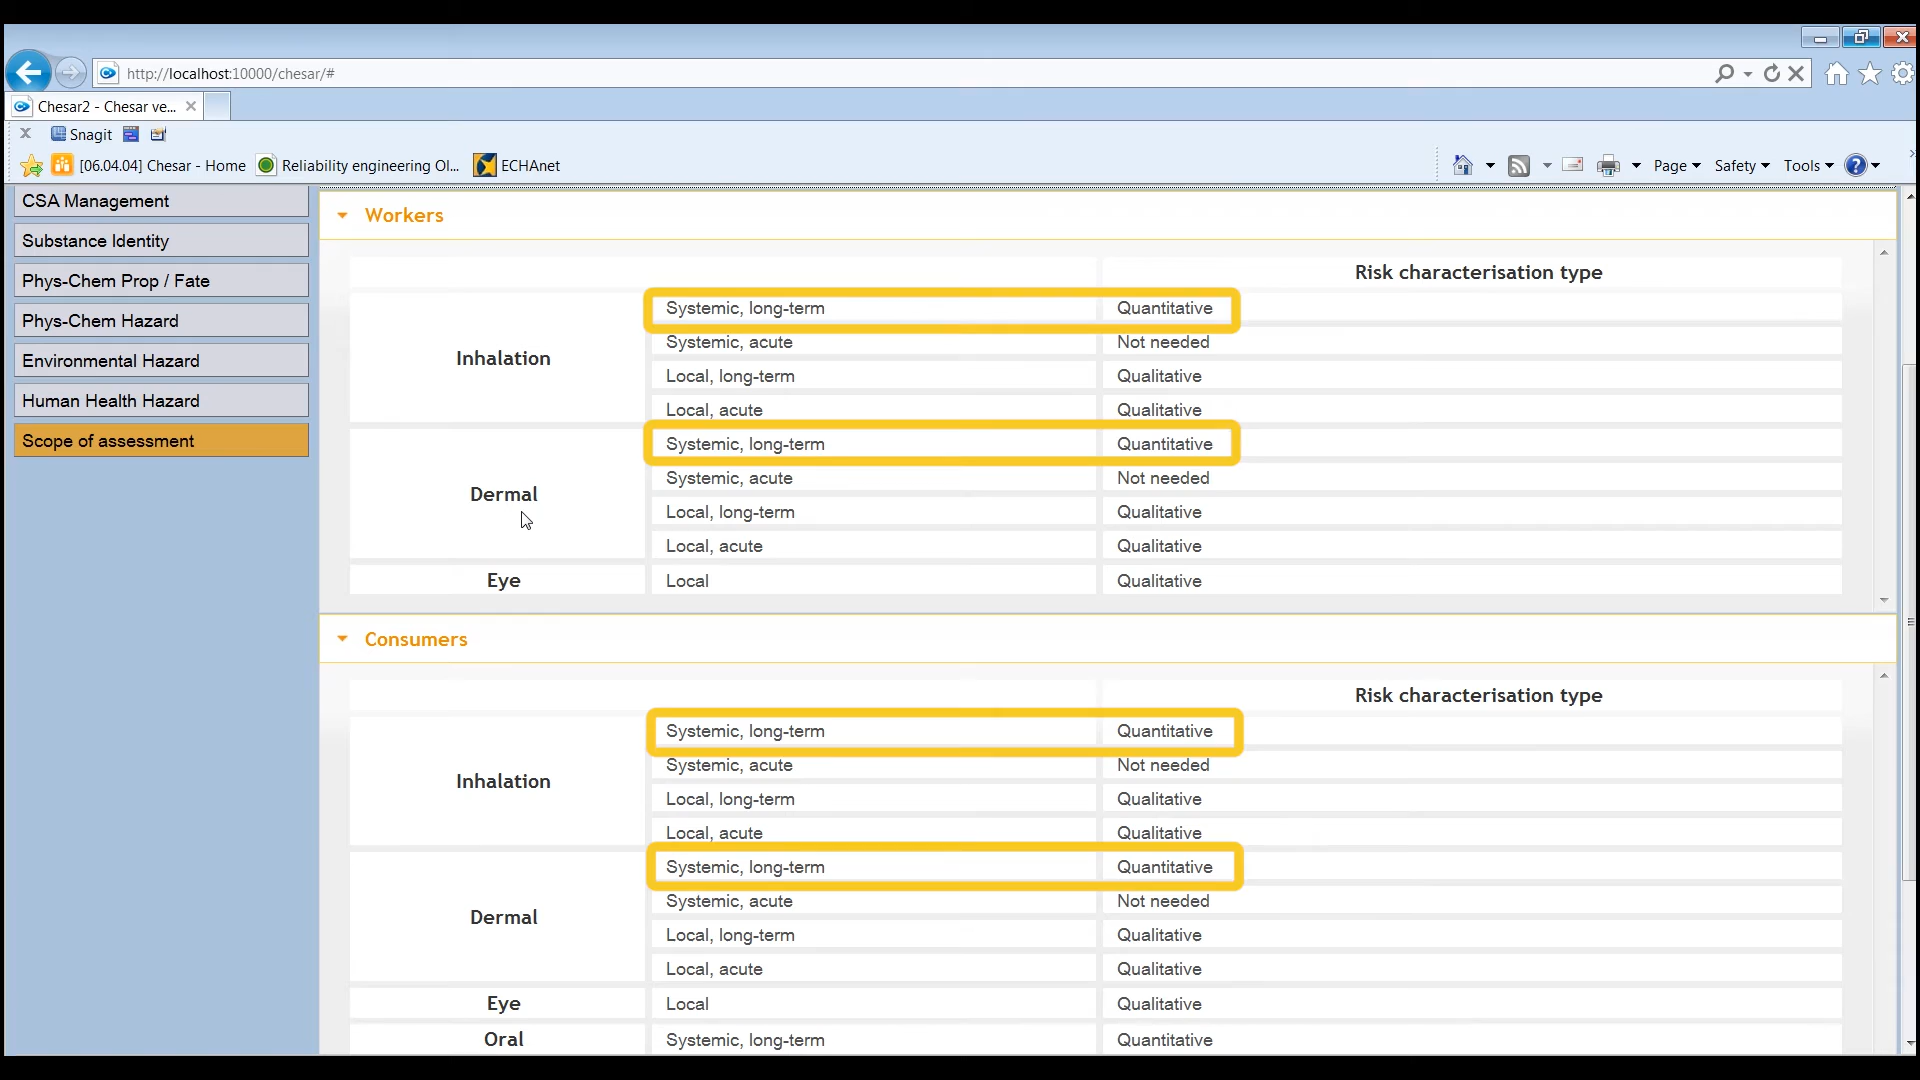 http://localhost:10000/chesar/#
Chesar2 - Chesar ve...
Snagit
[06.04.04] Chesar - Home Reliability engineering Ol... ECHAnet Page Safety Tools
CSA Management
Substance Identity
Phys-Chem Prop / Fate
Phys-Chem Hazard
Environmental Hazard
Human Health Hazard
Scope of assessment
Workers
Risk characterisation type
Inhalation
Systemic, long-term Quantitative
Systemic, acute Not needed
Local, long-term Qualitative
Local, acute Qualitative
Dermal
Systemic, long-term Quantitative
Systemic, acute Not needed
Local, long-term Qualitative
Local, acute Qualitative
Eye Local Qualitative
Consumers
Risk characterisation type
Inhalation
Systemic, long-term Quantitative
Systemic, acute Not needed
Local, long-term Qualitative
Local, acute Qualitative
Dermal
Systemic, long-term Quantitative
Systemic, acute Not needed
Local, long-term Qualitative
Local, acute Qualitative
Eye Local Qualitative
Oral Systemic, long-term Quantitative